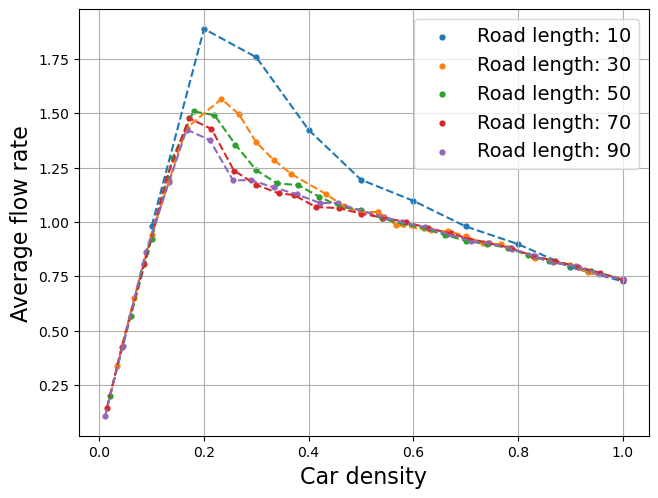 Road length: 10
Road length: 30
Road length: 50
Road length: 70
Road length: 90
1.75
1.50
1.25
1.00
0.75
0.50
0.25
Average flow rate
0.0 0.2 0.4 0.6 0.8 1.0
Car density